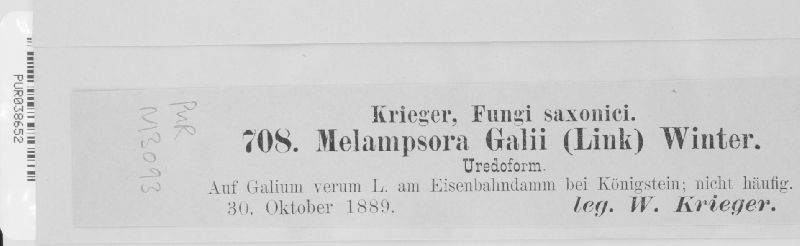 PUR038652
PUR
N13093
Krieger, Fungi saxonici.
708. Melampsora Galii (Link) Winter.
Uredoform.
Auf Galium verum L. am Eisenbahndamm bei Königstein; nicht häufig.
30. Oktober 1889. leg. W. Krieger.